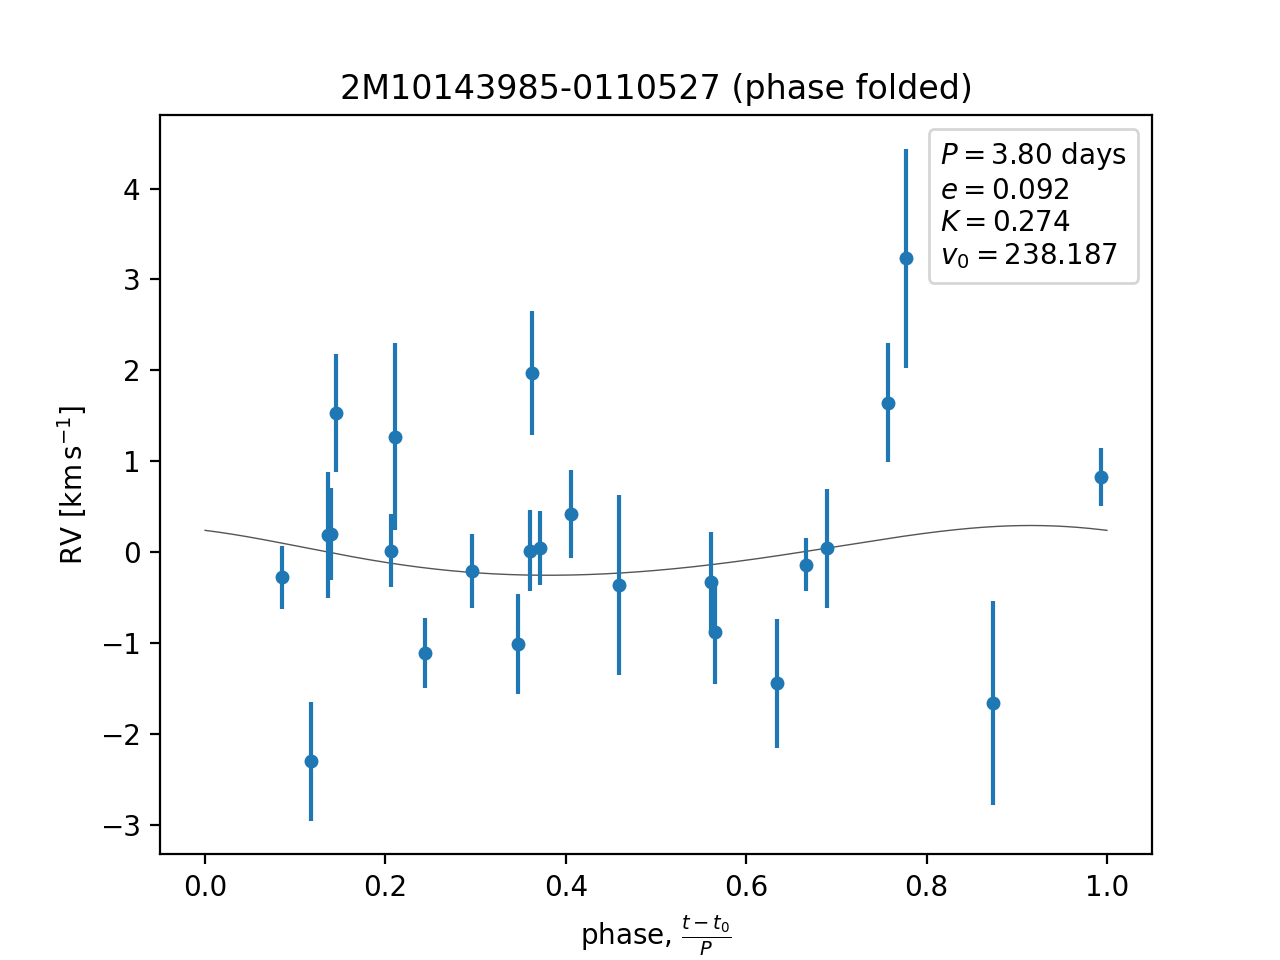 2M10143985-0110527 (phase folded)
P = 3.80 days
e = 0.092
K = 0.274
v₀ = 238.187
4
3
2
1
0
−1
−2
−3
RV [km s⁻¹]
0.0 0.2 0.4 0.6 0.8 1.0
phase, (t − t₀)/P